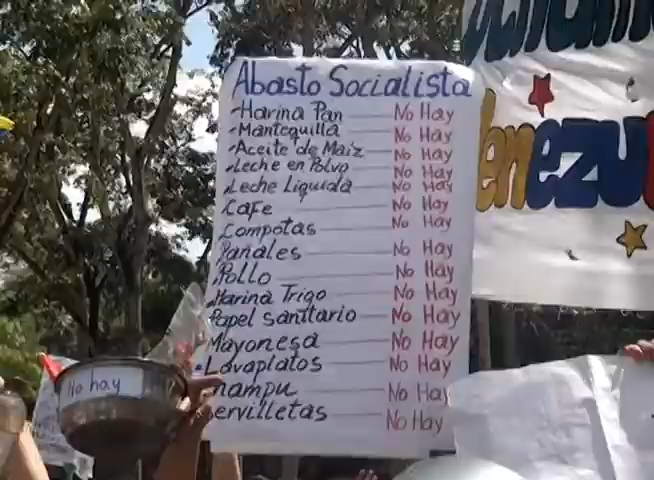 Abasto Socialista
-Harina Pan No Hay
-Mantequilla No Hay
-Aceite de Maiz No Hay
-Leche en Polvo No Hay
-Leche Liquida No Hay
-Cafe No Hay
Compotas No Hay
Pañales No Hay
Pollo No Hay
Harina Trigo No Hay
Papel sanitario No Hay
Mayonesa No Hay
Lavaplatos No Hay
ampu No Hay
ervilletas No Hay
enezu
No hay